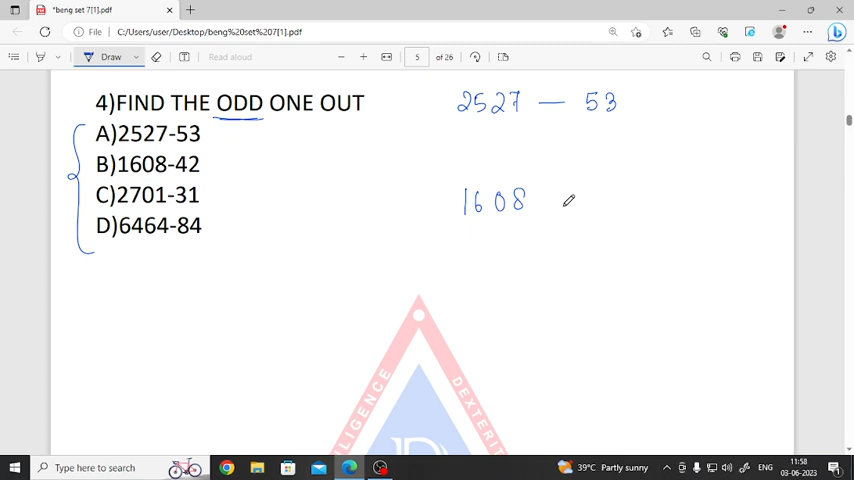 *beng set 7[1].pdf
File C:/Users/user/Desktop/beng%20set%207[1].pdf
Draw Read aloud 5 of 26
4)FIND THE ODD ONE OUT 2527 — 53
A)2527-53
B)1608-42
C)2701-31 1608
D)6464-84
LIGENCE DEXTERIT
Type here to search 39°C Partly sunny ENG 11:58 03-06-2023